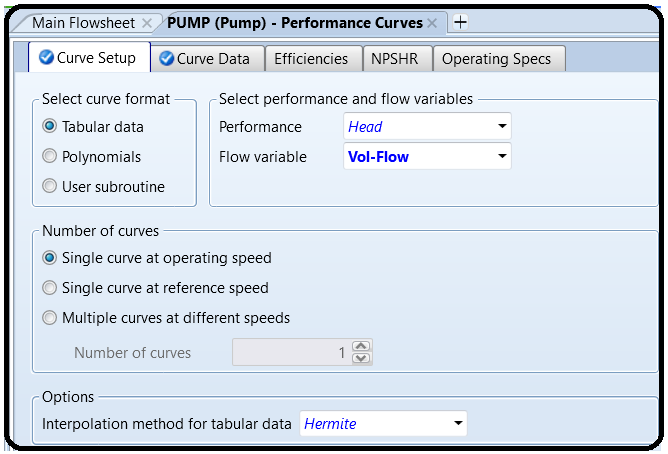 Main Flowsheet × PUMP (Pump) - Performance Curves × +
Curve Setup Curve Data Efficiencies NPSHR Operating Specs
Select curve format
Tabular data
Polynomials
User subroutine
Select performance and flow variables
Performance Head
Flow variable Vol-Flow
Number of curves
Single curve at operating speed
Single curve at reference speed
Multiple curves at different speeds
Number of curves 1
Options
Interpolation method for tabular data Hermite